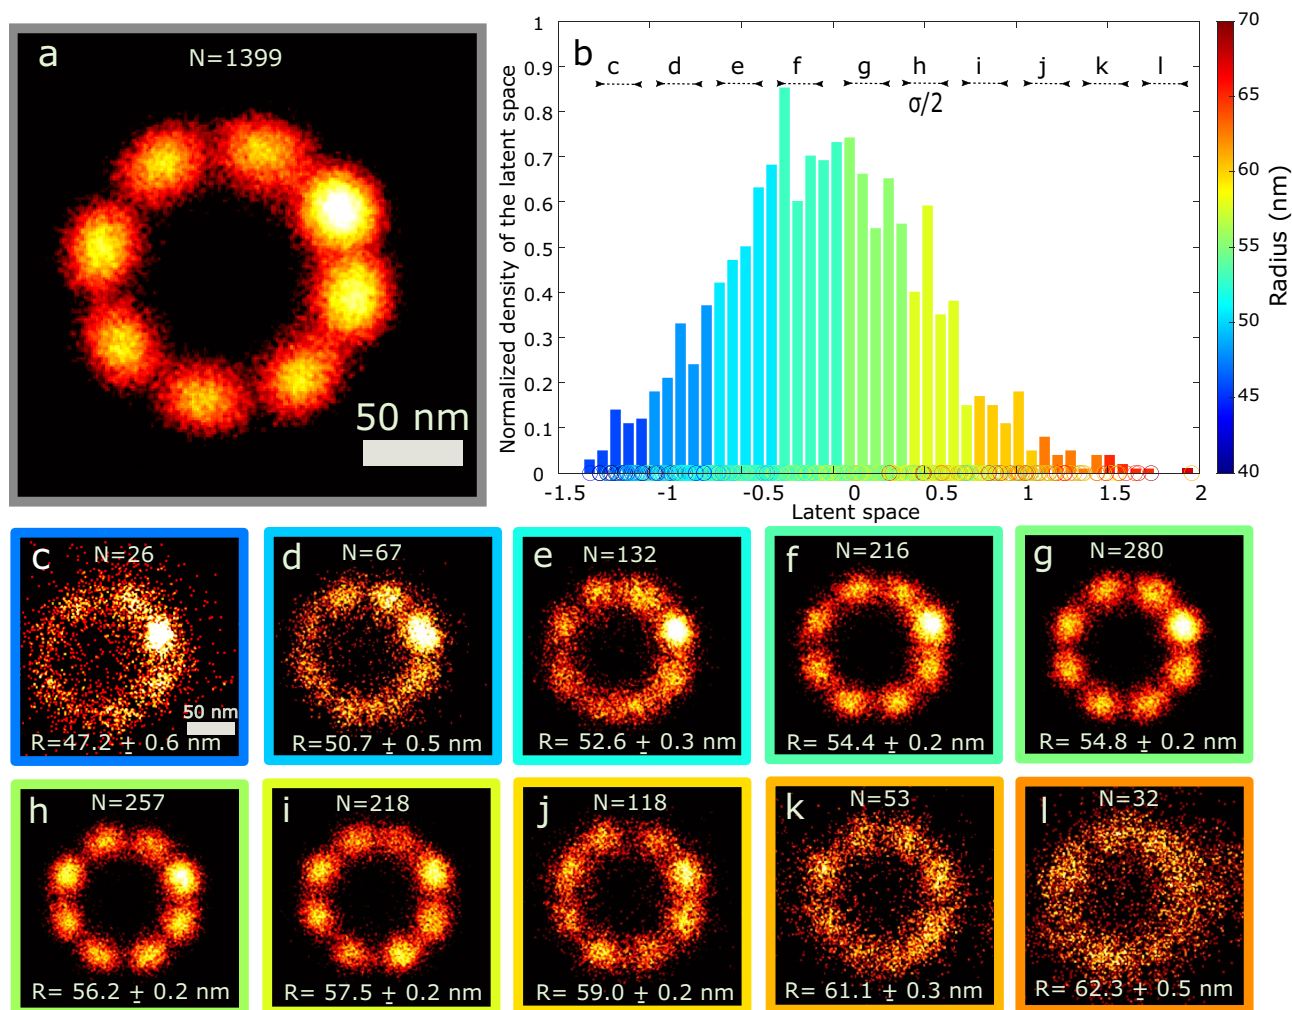 a
N=1399
50 nm
b
c d e f g h i j k l
σ/2
Normalized density of the latent space
1
0.9
0.8
0.7
0.6
0.5
0.4
0.3
0.2
0.1
0
-1.5 -1 -0.5 0 0.5 1 1.5 2
Latent space
70
65
60
55
50
45
40
Radius (nm)
c
N=26
50 nm
R=47.2 ± 0.6 nm
d
N=67
R=50.7 ± 0.5 nm
e
N=132
R= 52.6 ± 0.3 nm
f
N=216
R= 54.4 ± 0.2 nm
g
N=280
R= 54.8 ± 0.2 nm
h
N=257
R= 56.2 ± 0.2 nm
i
N=218
R= 57.5 ± 0.2 nm
j
N=118
R= 59.0 ± 0.2 nm
k
N=53
R= 61.1 ± 0.3 nm
l
N=32
R= 62.3 ± 0.5 nm